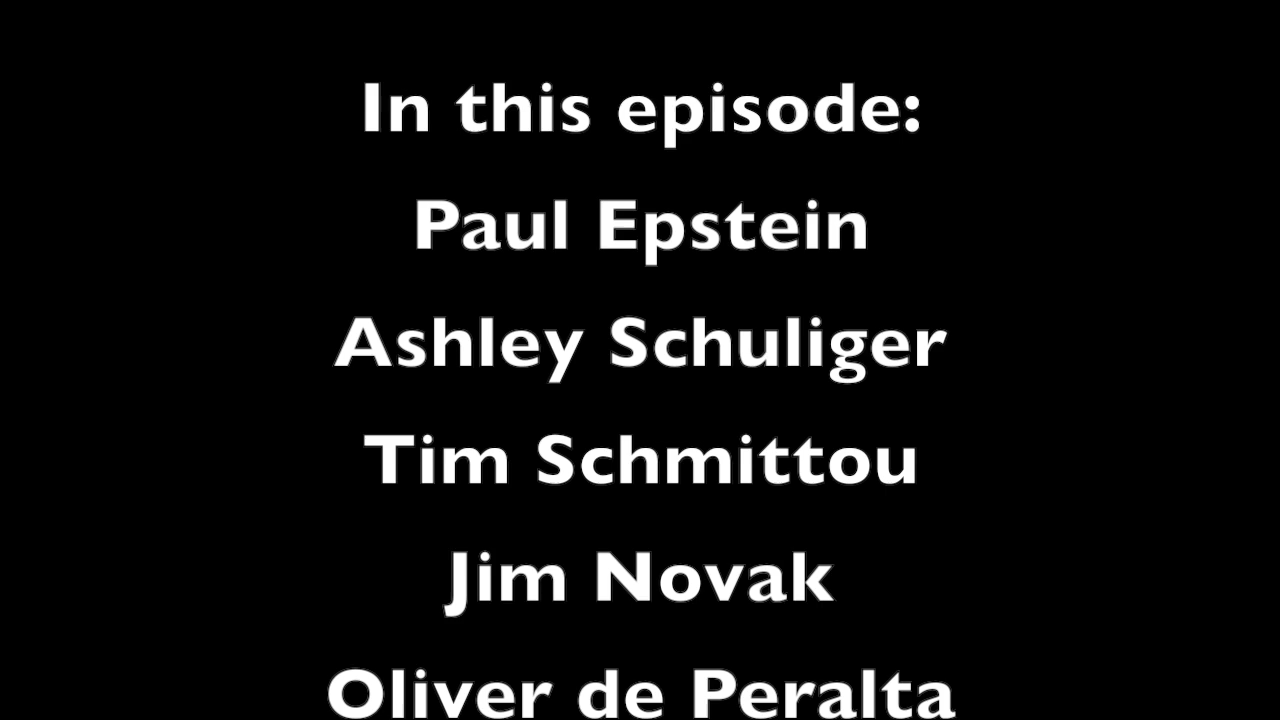 In this episode:
Paul Epstein
Ashley Schuliger
Tim Schmittou
Jim Novak
Oliver de Peralta